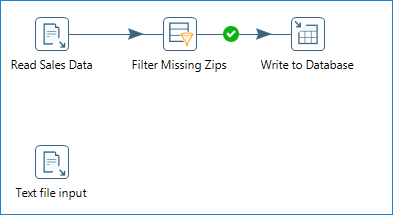 Read Sales Data
Filter Missing Zips
Write to Database
Text file input